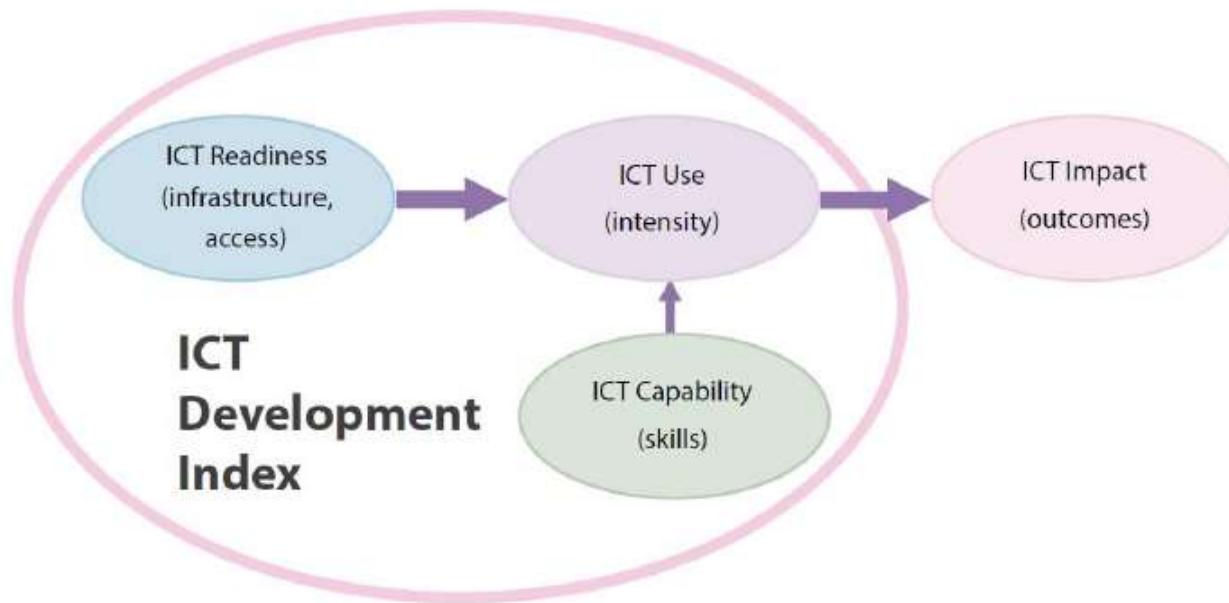 ICT Readiness
(infrastructure,
access)
ICT Use
(intensity)
ICT Impact
(outcomes)
ICT
Development
Index
ICT Capability
(skills)